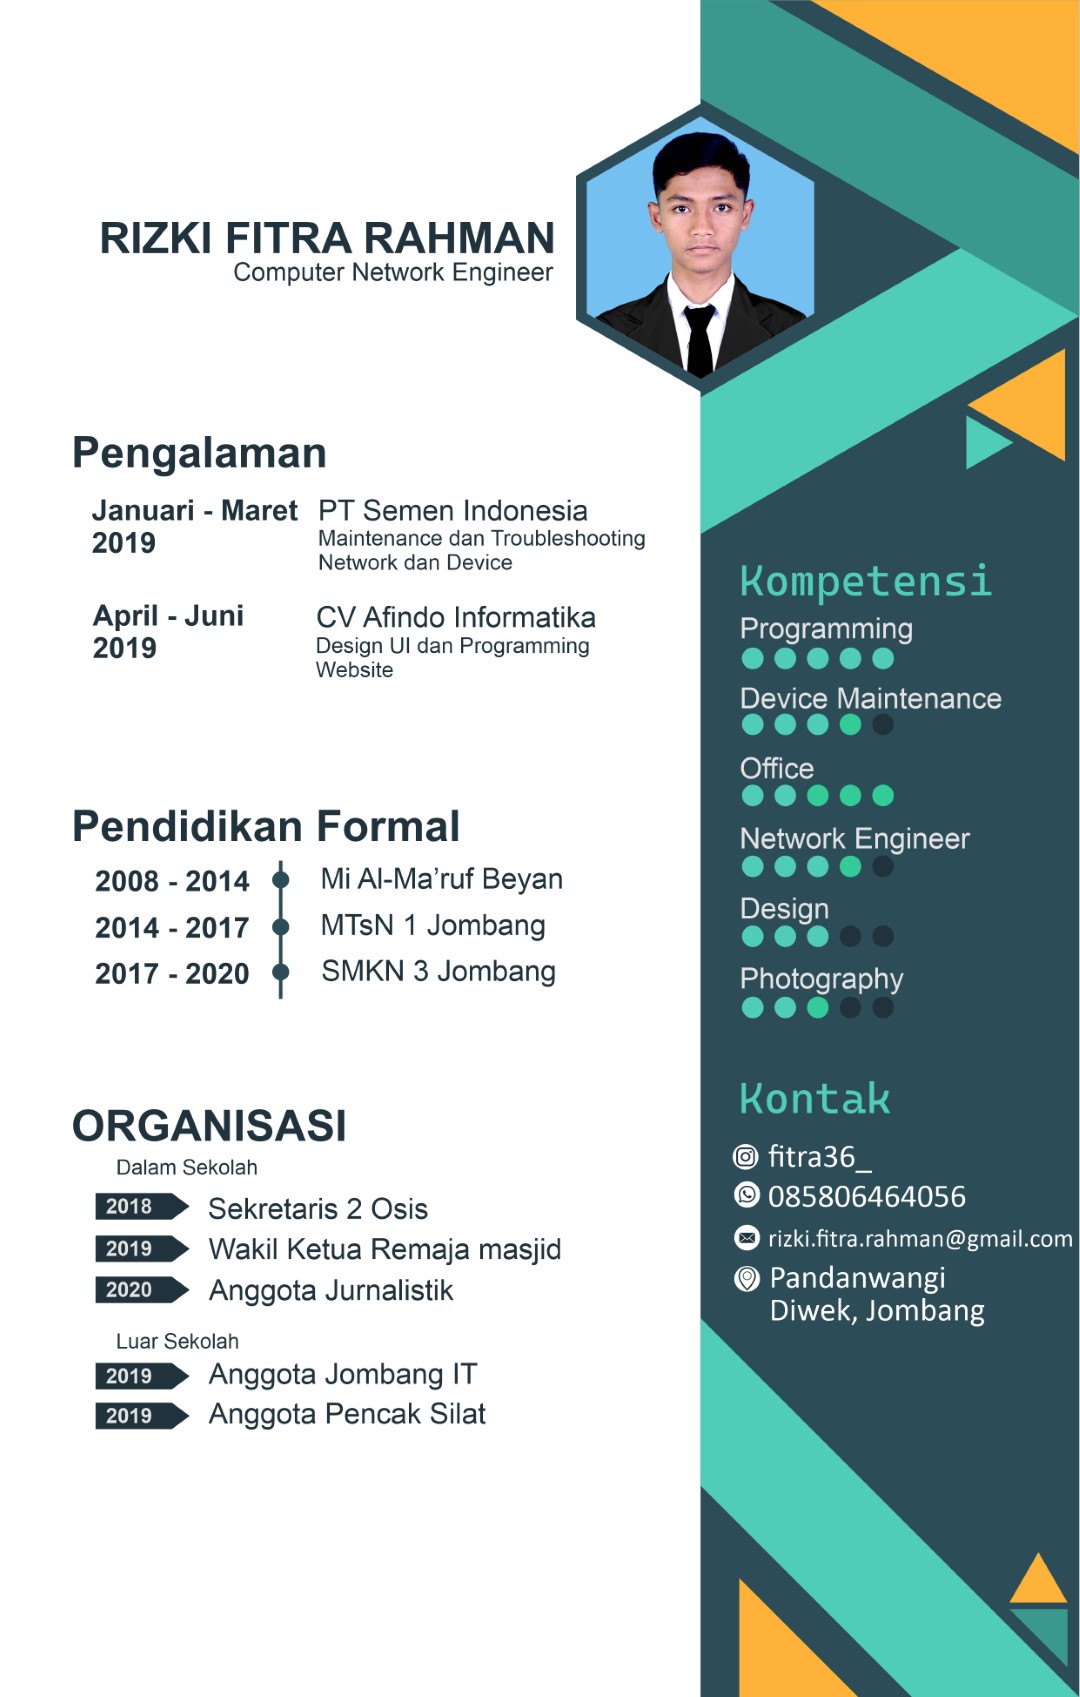 RIZKI FITRA RAHMAN
Computer Network Engineer
Pengalaman
Januari - Maret
2019
PT Semen Indonesia
Maintenance dan Troubleshooting
Network dan Device
April - Juni
2019
CV Afindo Informatika
Design UI dan Programming
Website
Pendidikan Formal
2008 - 2014 Mi Al-Ma’ruf Beyan
2014 - 2017 MTsN 1 Jombang
2017 - 2020 SMKN 3 Jombang
ORGANISASI
Dalam Sekolah
2018 Sekretaris 2 Osis
2019 Wakil Ketua Remaja masjid
2020 Anggota Jurnalistik
Luar Sekolah
2019 Anggota Jombang IT
2019 Anggota Pencak Silat
Kompetensi
Programming
Device Maintenance
Office
Network Engineer
Design
Photography
Kontak
fitra36_
085806464056
rizki.fitra.rahman@gmail.com
Pandanwangi
Diwek, Jombang